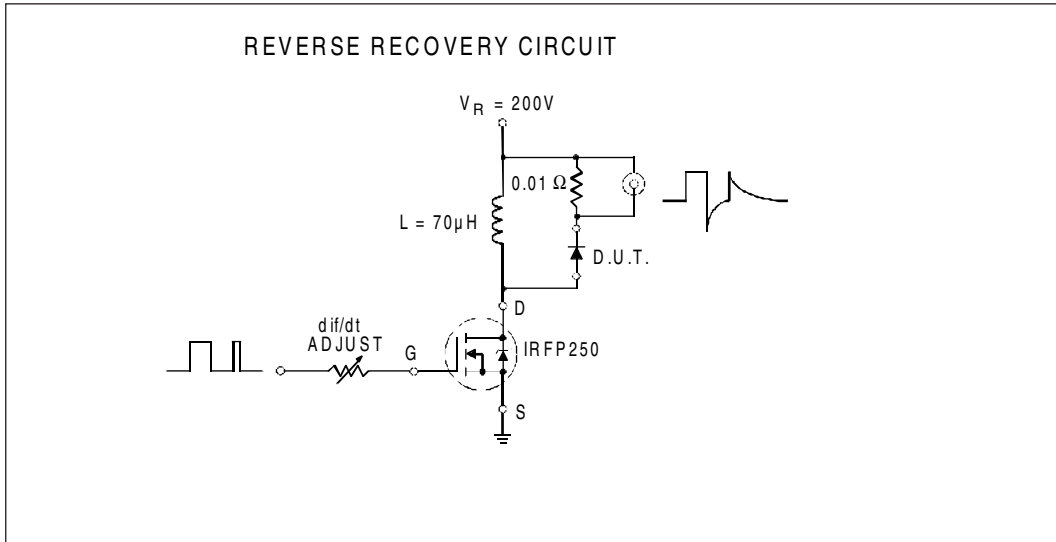 REVERSE RECOVERY CIRCUIT
V_R = 200V
0.01 Ω
L = 70µH
D.U.T.
D
dif/dt
ADJUST
G
IRFP250
S